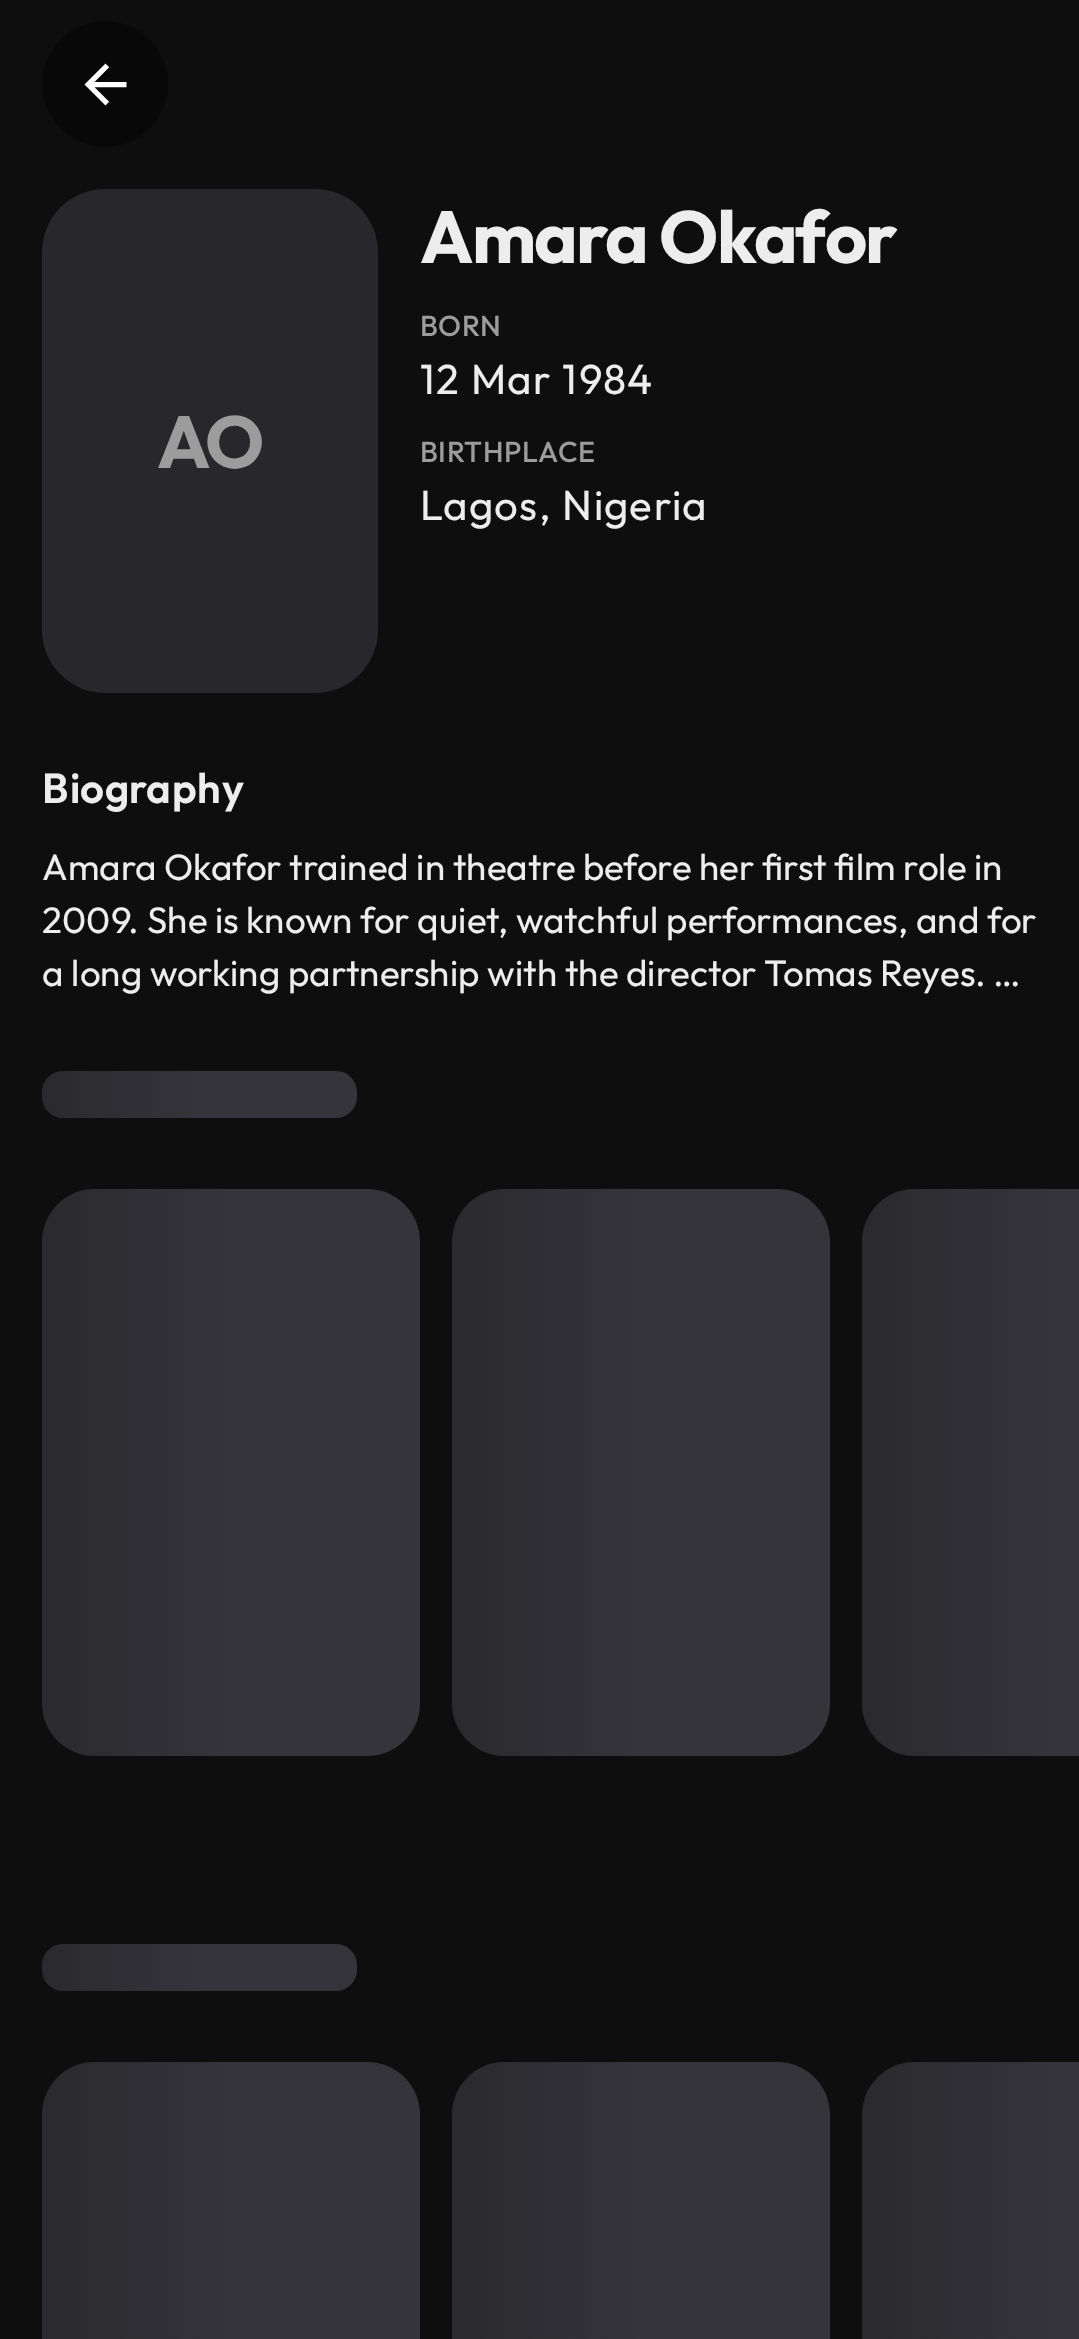 Amara Okafor
BORN
12 Mar 1984
AO
BIRTHPLACE
Lagos, Nigeria
Biography
Amara Okafor trained in theatre before her first film role in
2009. She is known for quiet, watchful performances, and for
a long working partnership with the director Tomas Reyes. ...